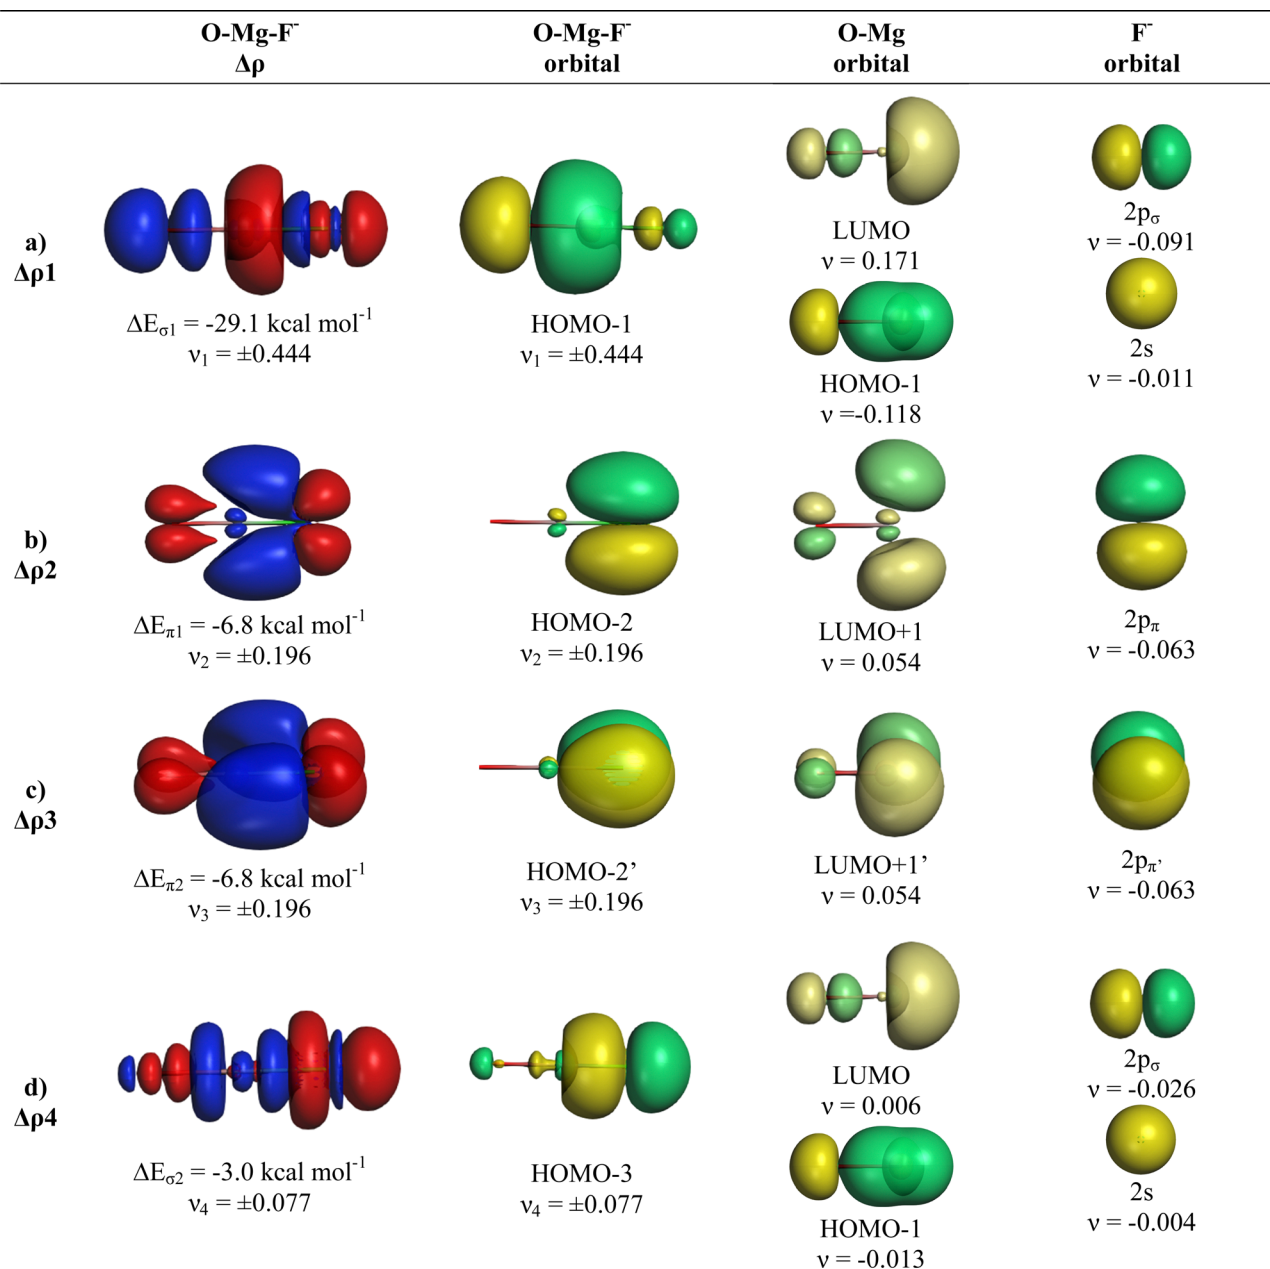 O-Mg-F⁻ O-Mg-F⁻ O-Mg F⁻
Δρ orbital orbital orbital
a)
Δρ1
ΔEσ1 = -29.1 kcal mol⁻¹
ν₁ = ±0.444
HOMO-1
ν₁ = ±0.444
LUMO
ν = 0.171
HOMO-1
ν =-0.118
2pσ
ν = -0.091
2s
ν = -0.011
b)
Δρ2
ΔEπ1 = -6.8 kcal mol⁻¹
ν₂ = ±0.196
HOMO-2
ν₂ = ±0.196
LUMO+1
ν = 0.054
2pπ
ν = -0.063
c)
Δρ3
ΔEπ2 = -6.8 kcal mol⁻¹
ν₃ = ±0.196
HOMO-2’
ν₃ = ±0.196
LUMO+1’
ν = 0.054
2pπ’
ν = -0.063
d)
Δρ4
ΔEσ2 = -3.0 kcal mol⁻¹
ν₄ = ±0.077
HOMO-3
ν₄ = ±0.077
LUMO
ν = 0.006
HOMO-1
ν = -0.013
2pσ
ν = -0.026
2s
ν = -0.004